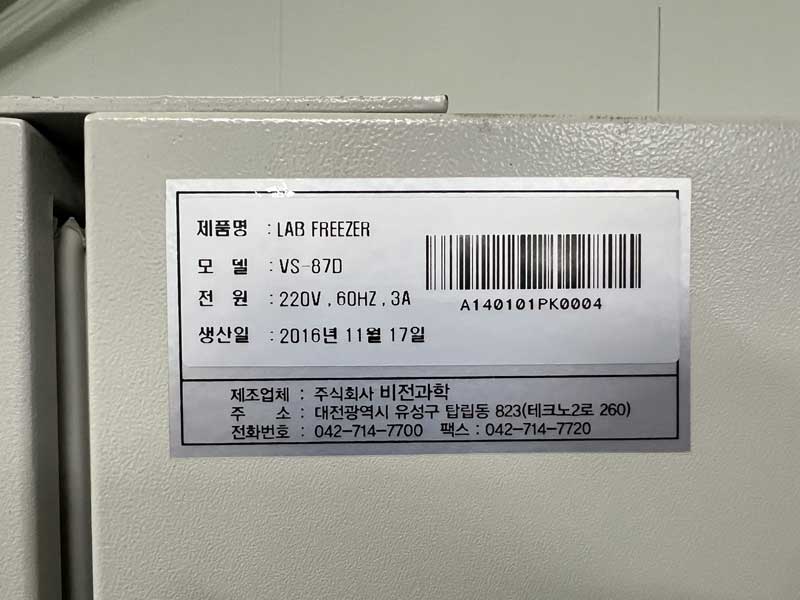 제품명 : LAB FREEZER
모 델 : VS-87D
전 원 : 220V , 60HZ , 3A
생산일 : 2016년 11월 17일
A140101PK0004
제조업체 : 주식회사 비전과학
주 소 : 대전광역시 유성구 탑립동 823(테크노2로 260)
전화번호 : 042-714-7700 팩스 : 042-714-7720